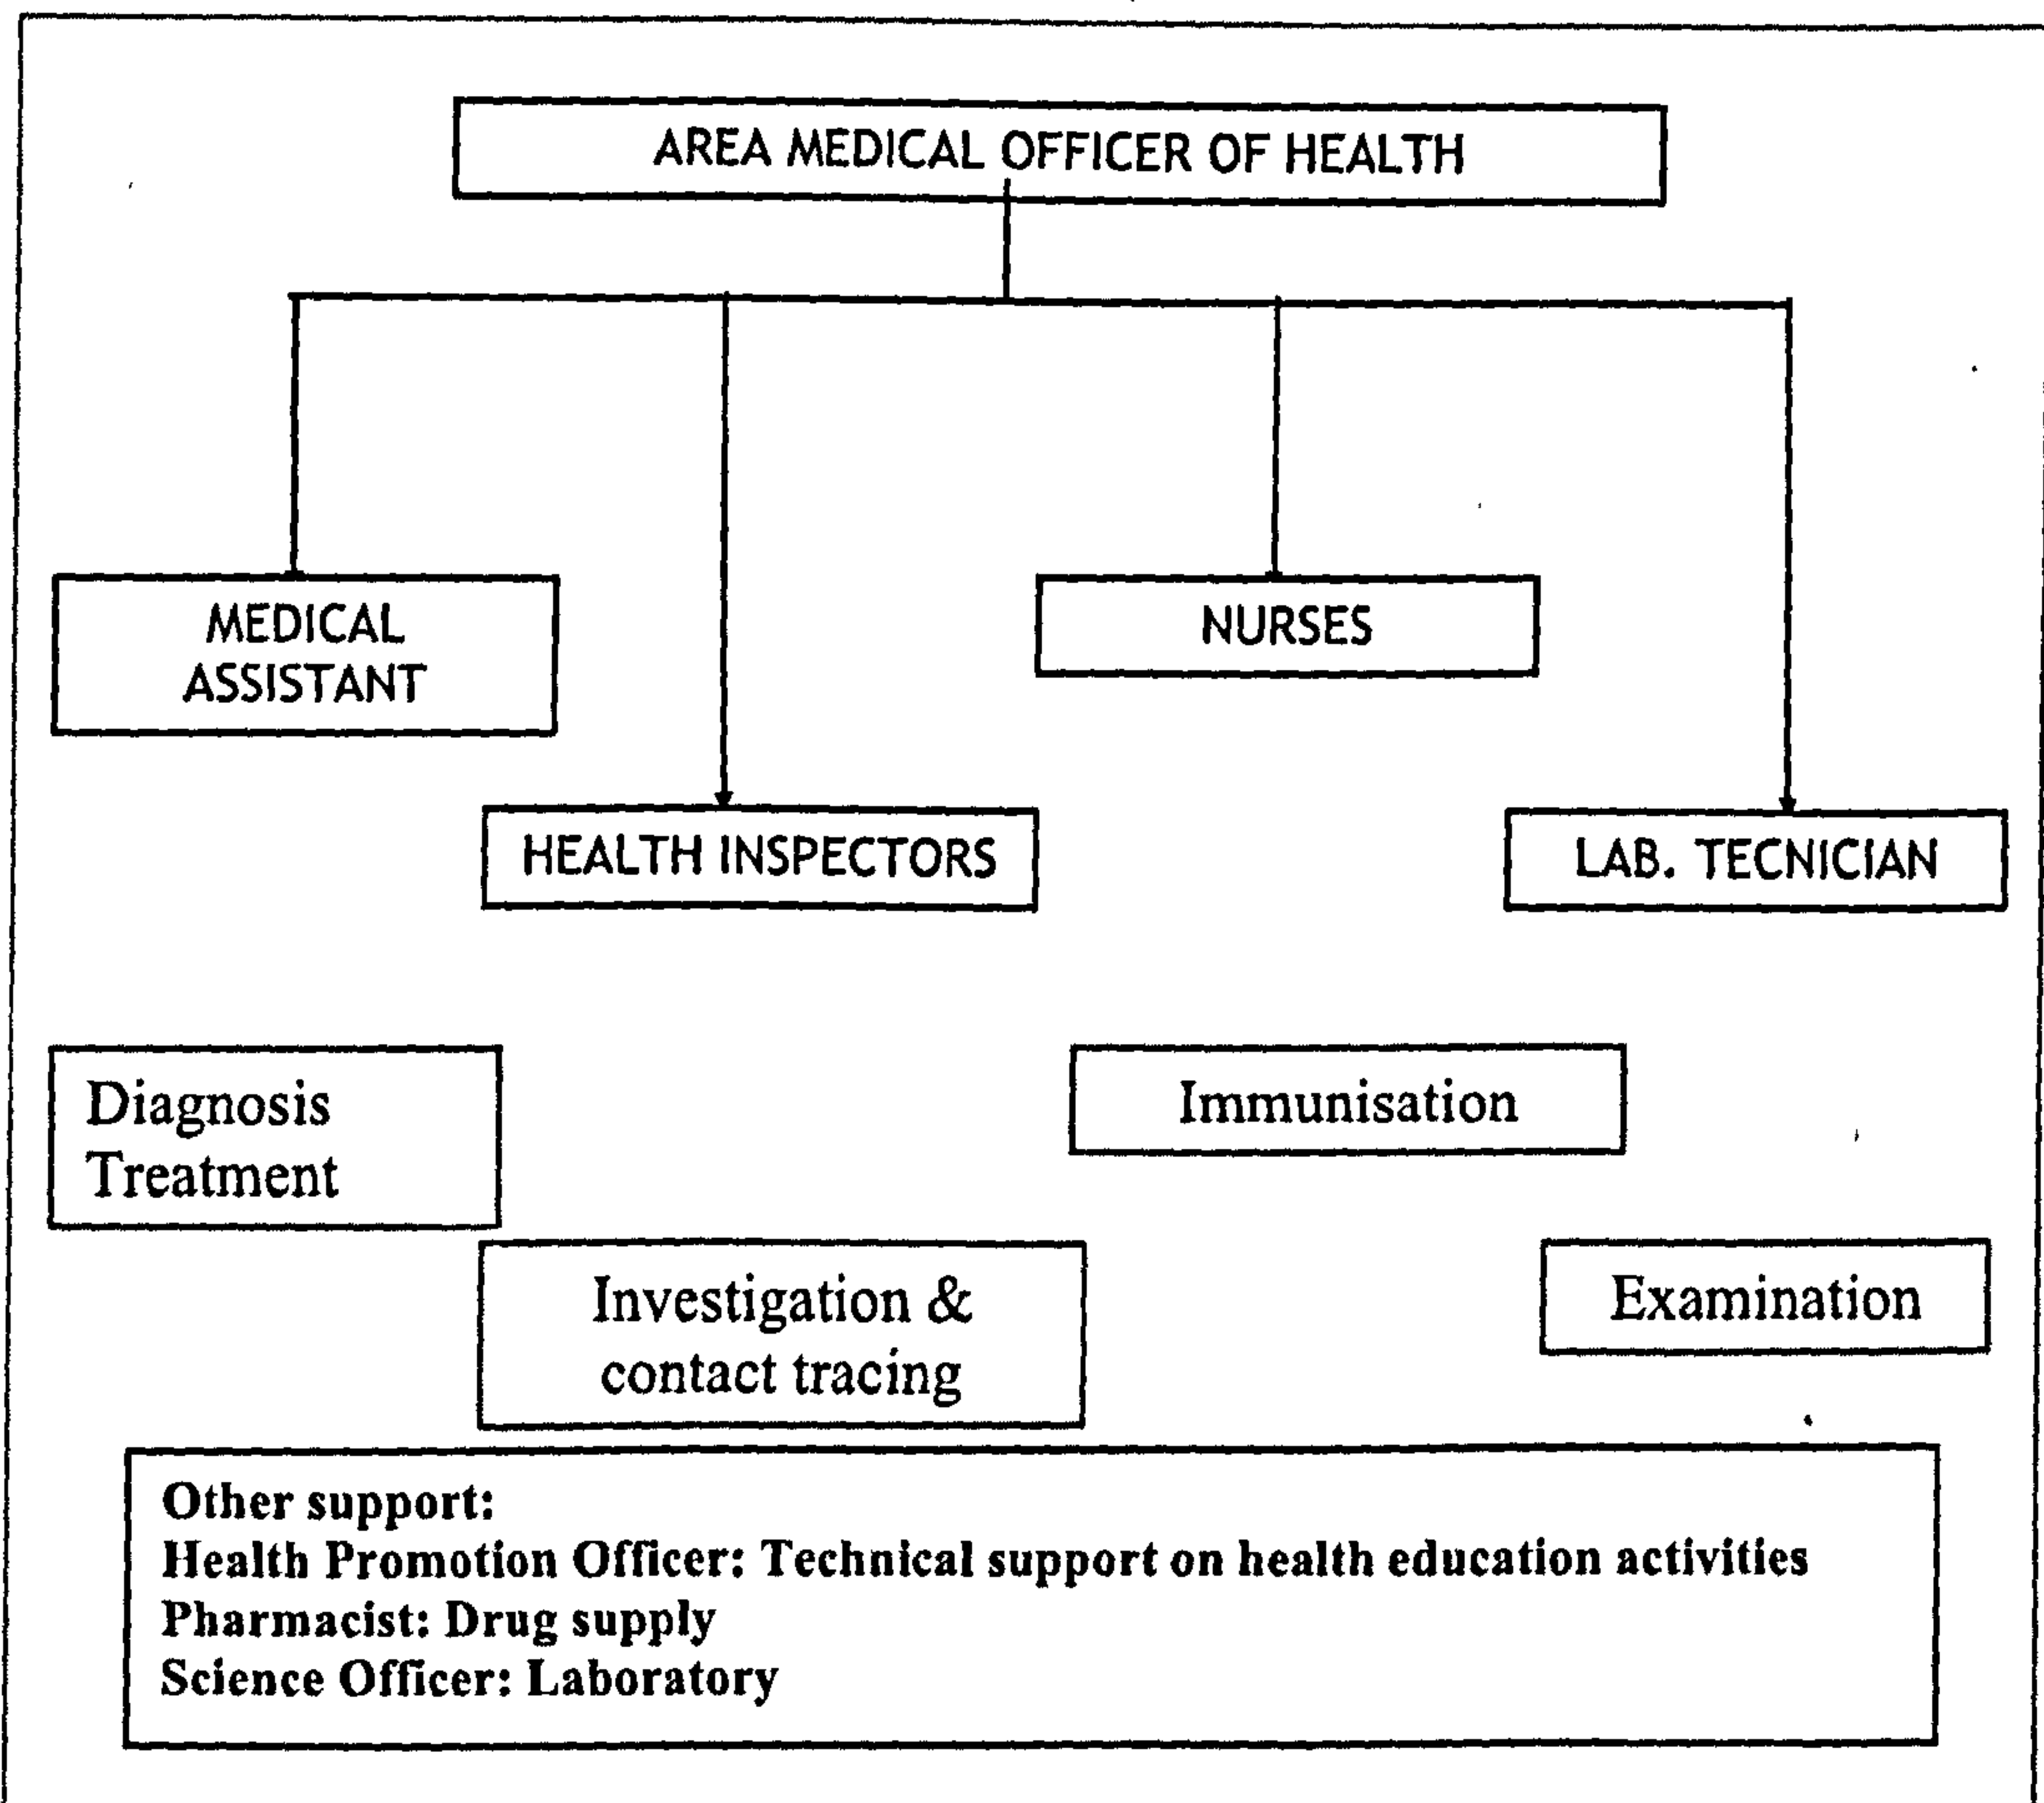 AREA MEDICAL OFFICER OF HEALTH
MEDICAL
ASSISTANT
NURSES
HEALTH INSPECTORS
LAB. TECNICIAN
Diagnosis
Treatment
Immunisation
Investigation &
contact tracing
Examination
Other support:
Health Promotion Officer: Technical support on health education activities
Pharmacist: Drug supply
Science Officer: Laboratory